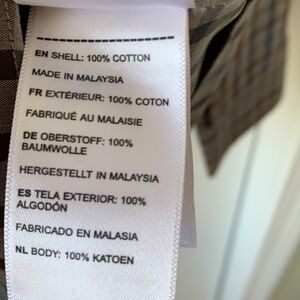 EN SHELL: 100% COTTON
MADE IN MALAYSIA
FR EXTÉRIEUR: 100% COTON
FABRIQUÉ AU MALAISIE
DE OBERSTOFF: 100%
BAUMWOLLE
HERGESTELLT IN MALAYSIA
ES TELA EXTERIOR: 100%
ALGODÓN
FABRICADO EN MALASIA
NL BODY: 100% KATOEN